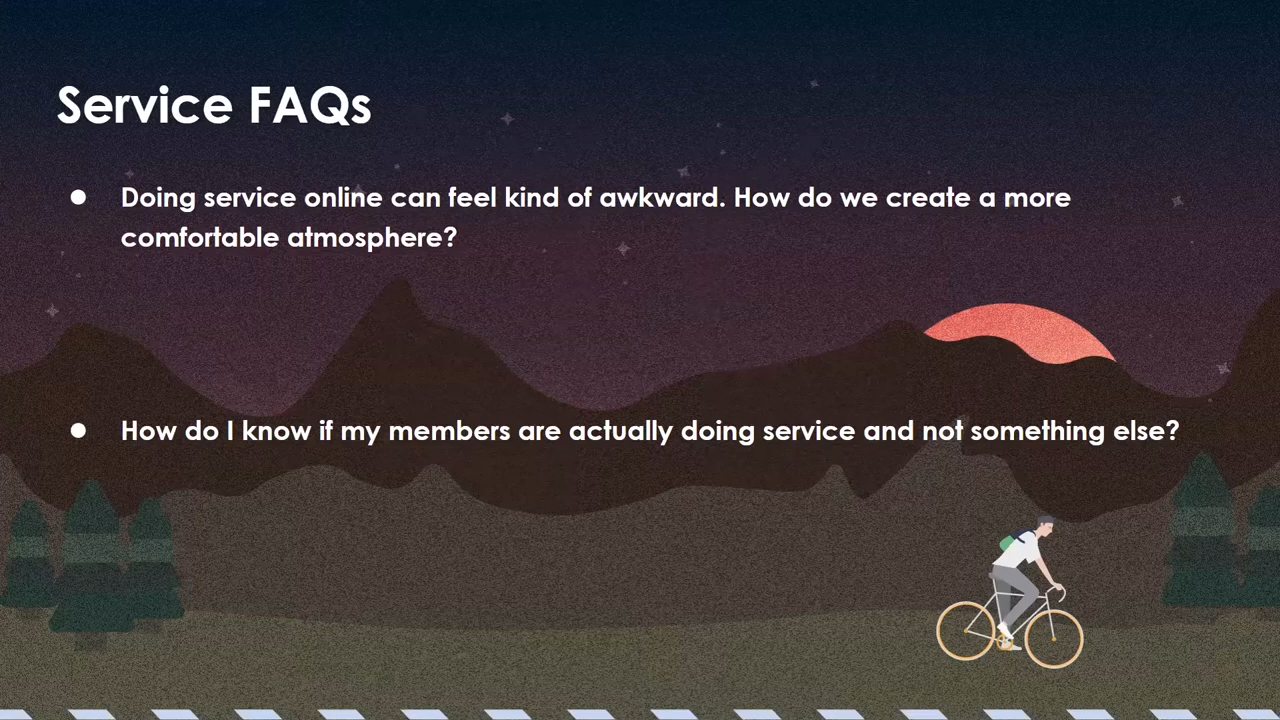 Service FAQs
● Doing service online can feel kind of awkward. How do we create a more
comfortable atmosphere?
● How do I know if my members are actually doing service and not something else?